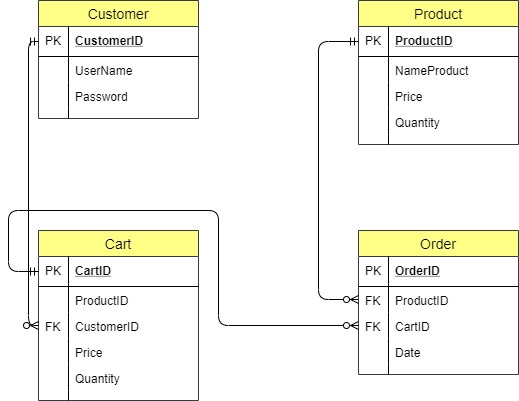 Customer
PK CustomerID
UserName
Password
Product
PK ProductID
NameProduct
Price
Quantity
Cart
PK CartID
ProductID
FK CustomerID
Price
Quantity
Order
PK OrderID
FK ProductID
FK CartID
Date